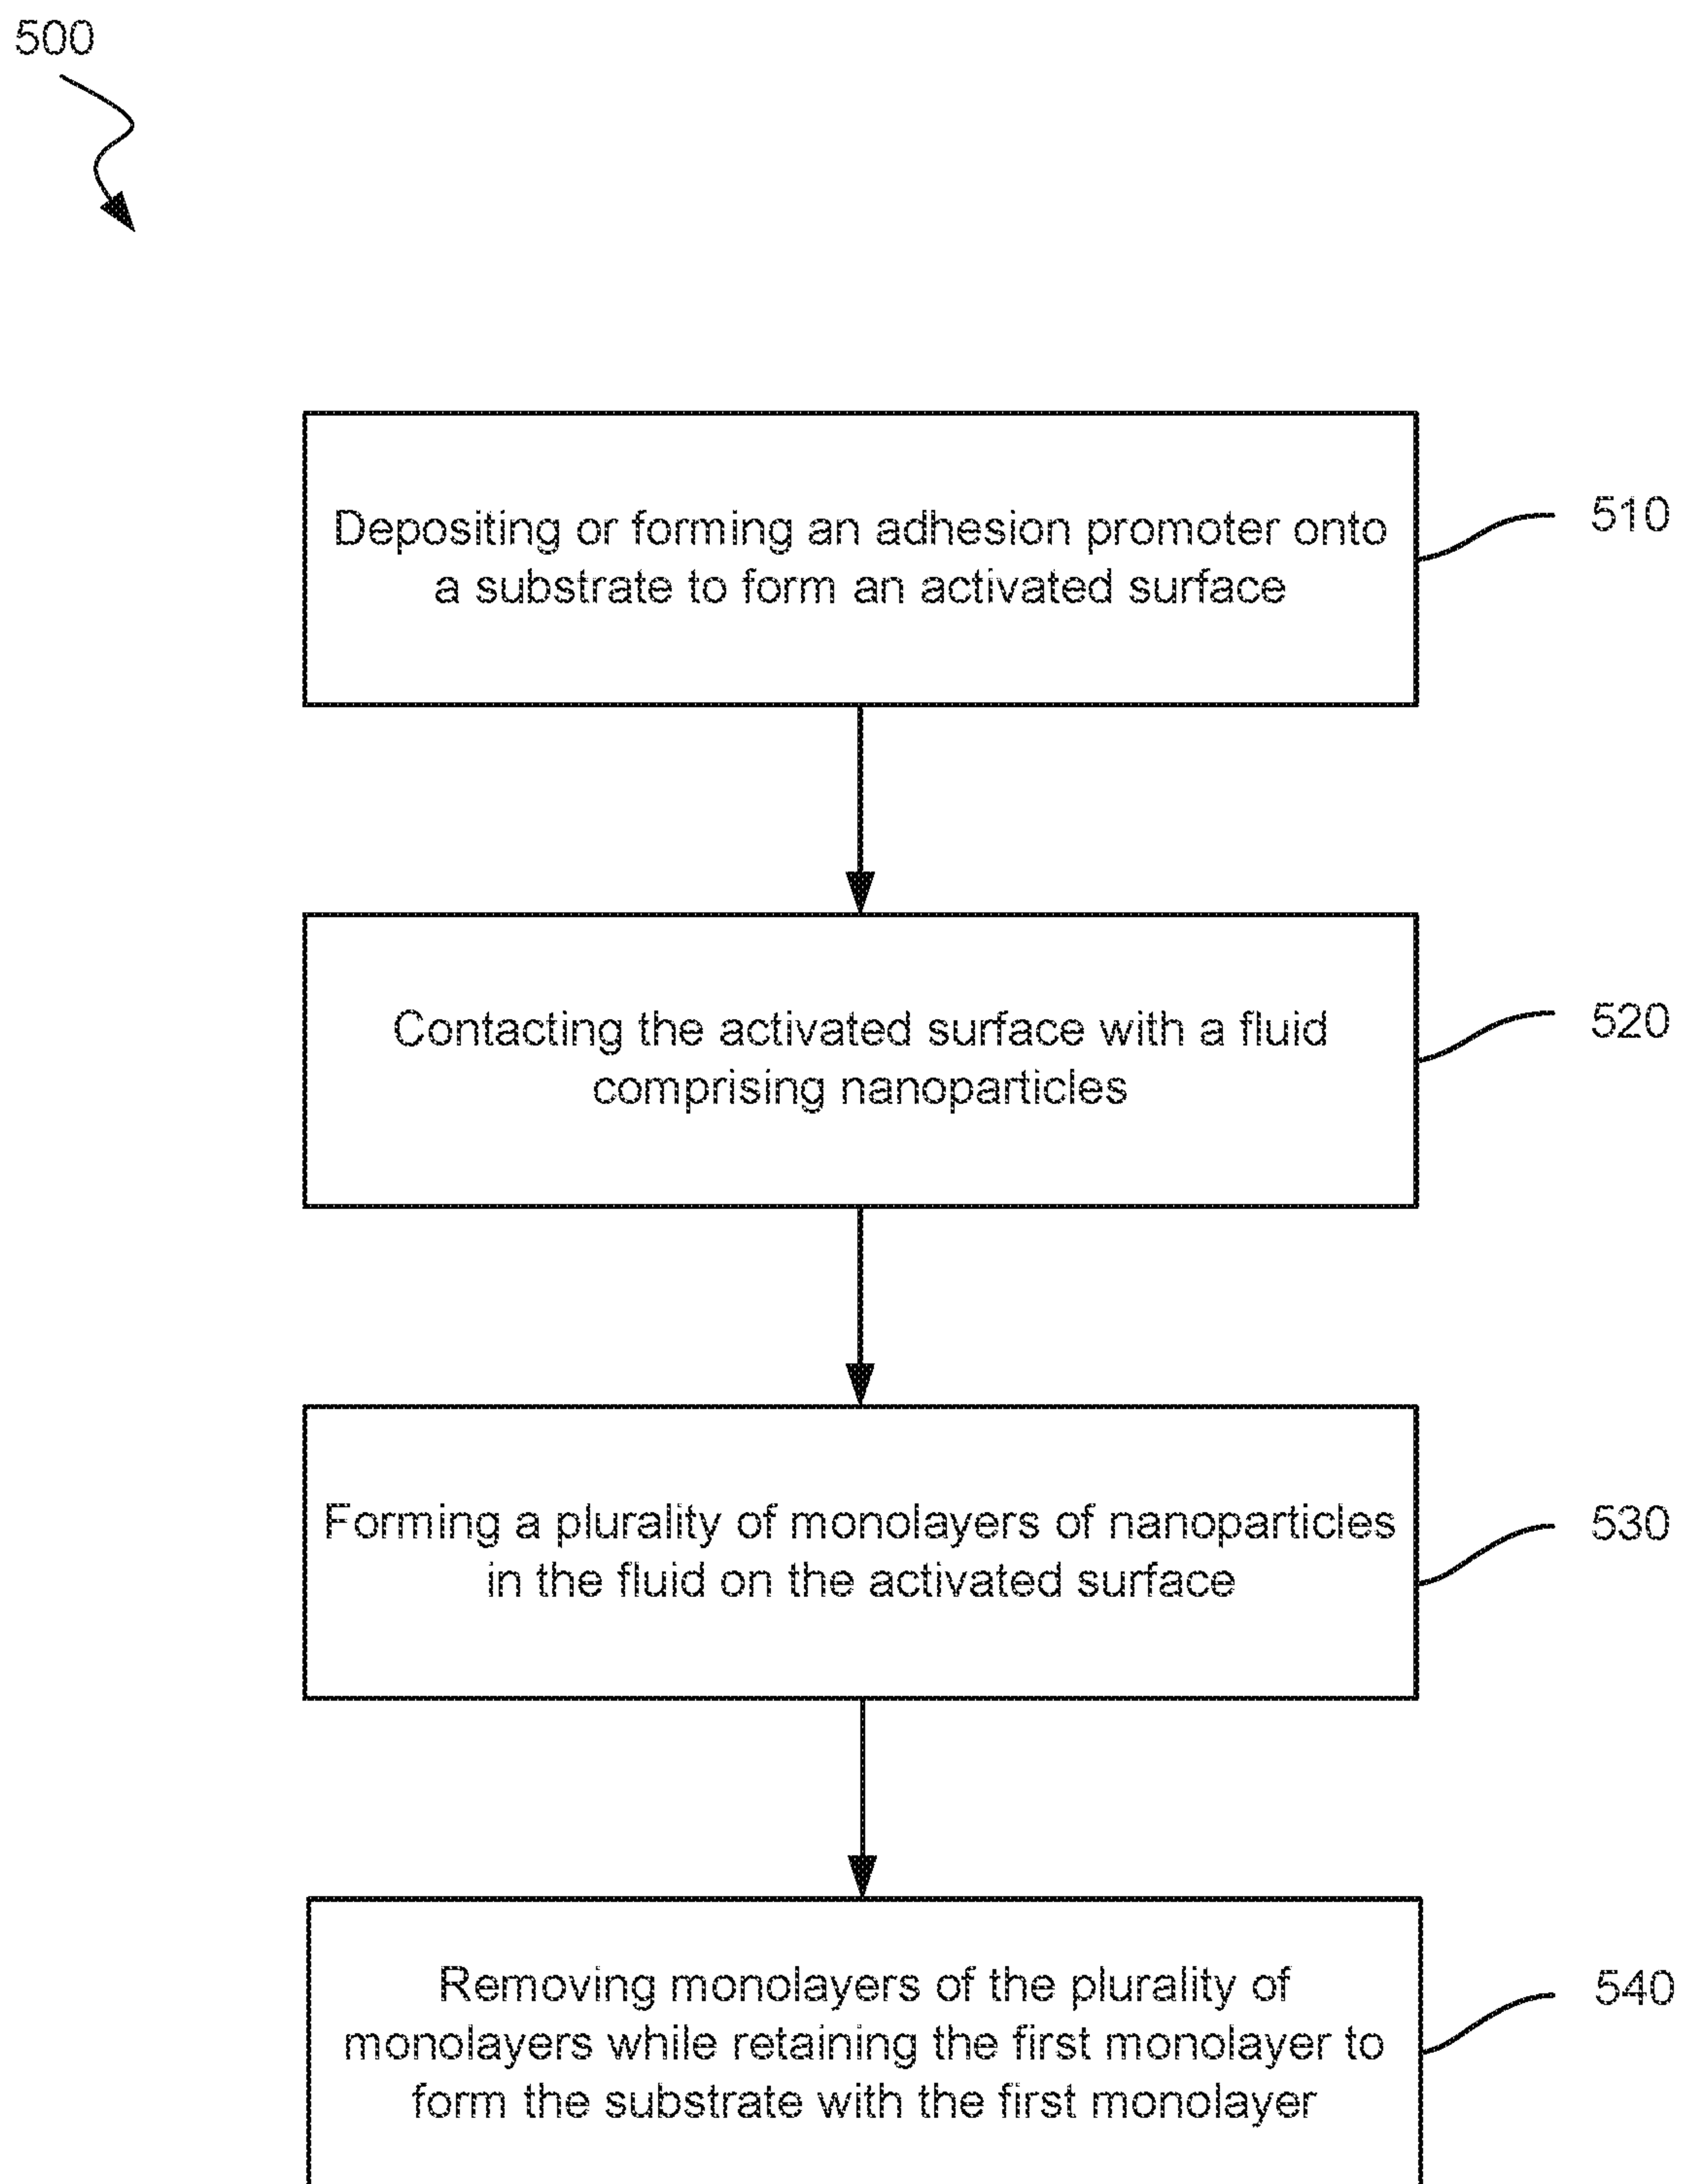 500
Depositing or forming an adhesion promoter onto
a substrate to form an activated surface
510
Contacting the activated surface with a fluid
comprising nanoparticles
520
Forming a plurality of monolayers of nanoparticles
in the fluid on the activated surface
530
Removing monolayers of the plurality of
monolayers while retaining the first monolayer to
form the substrate with the first monolayer
540